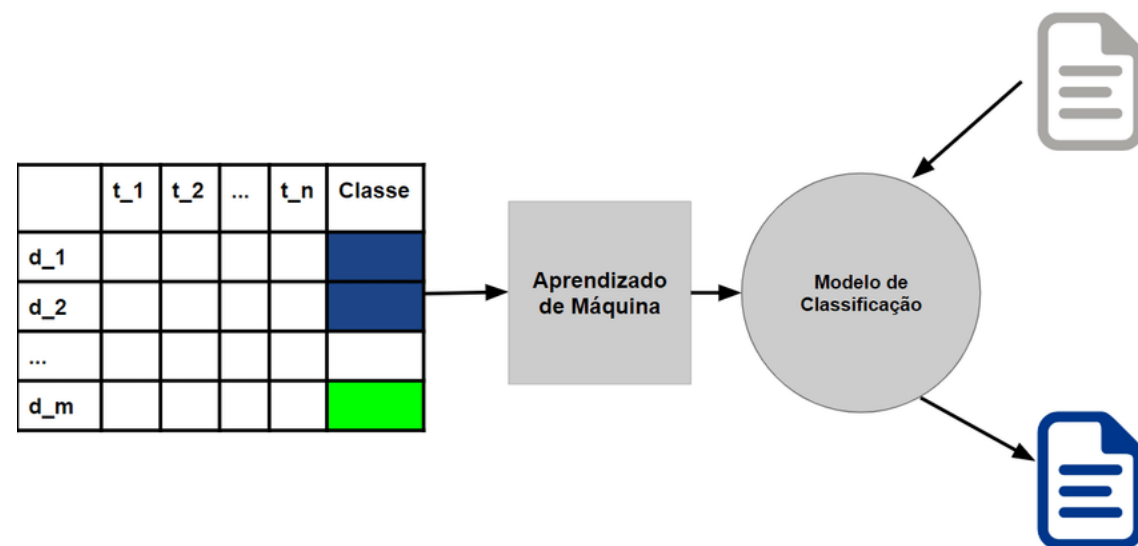 t_1 t_2 ... t_n Classe
d_1
d_2
...
d_m
Aprendizado
de Máquina
Modelo de
Classificação